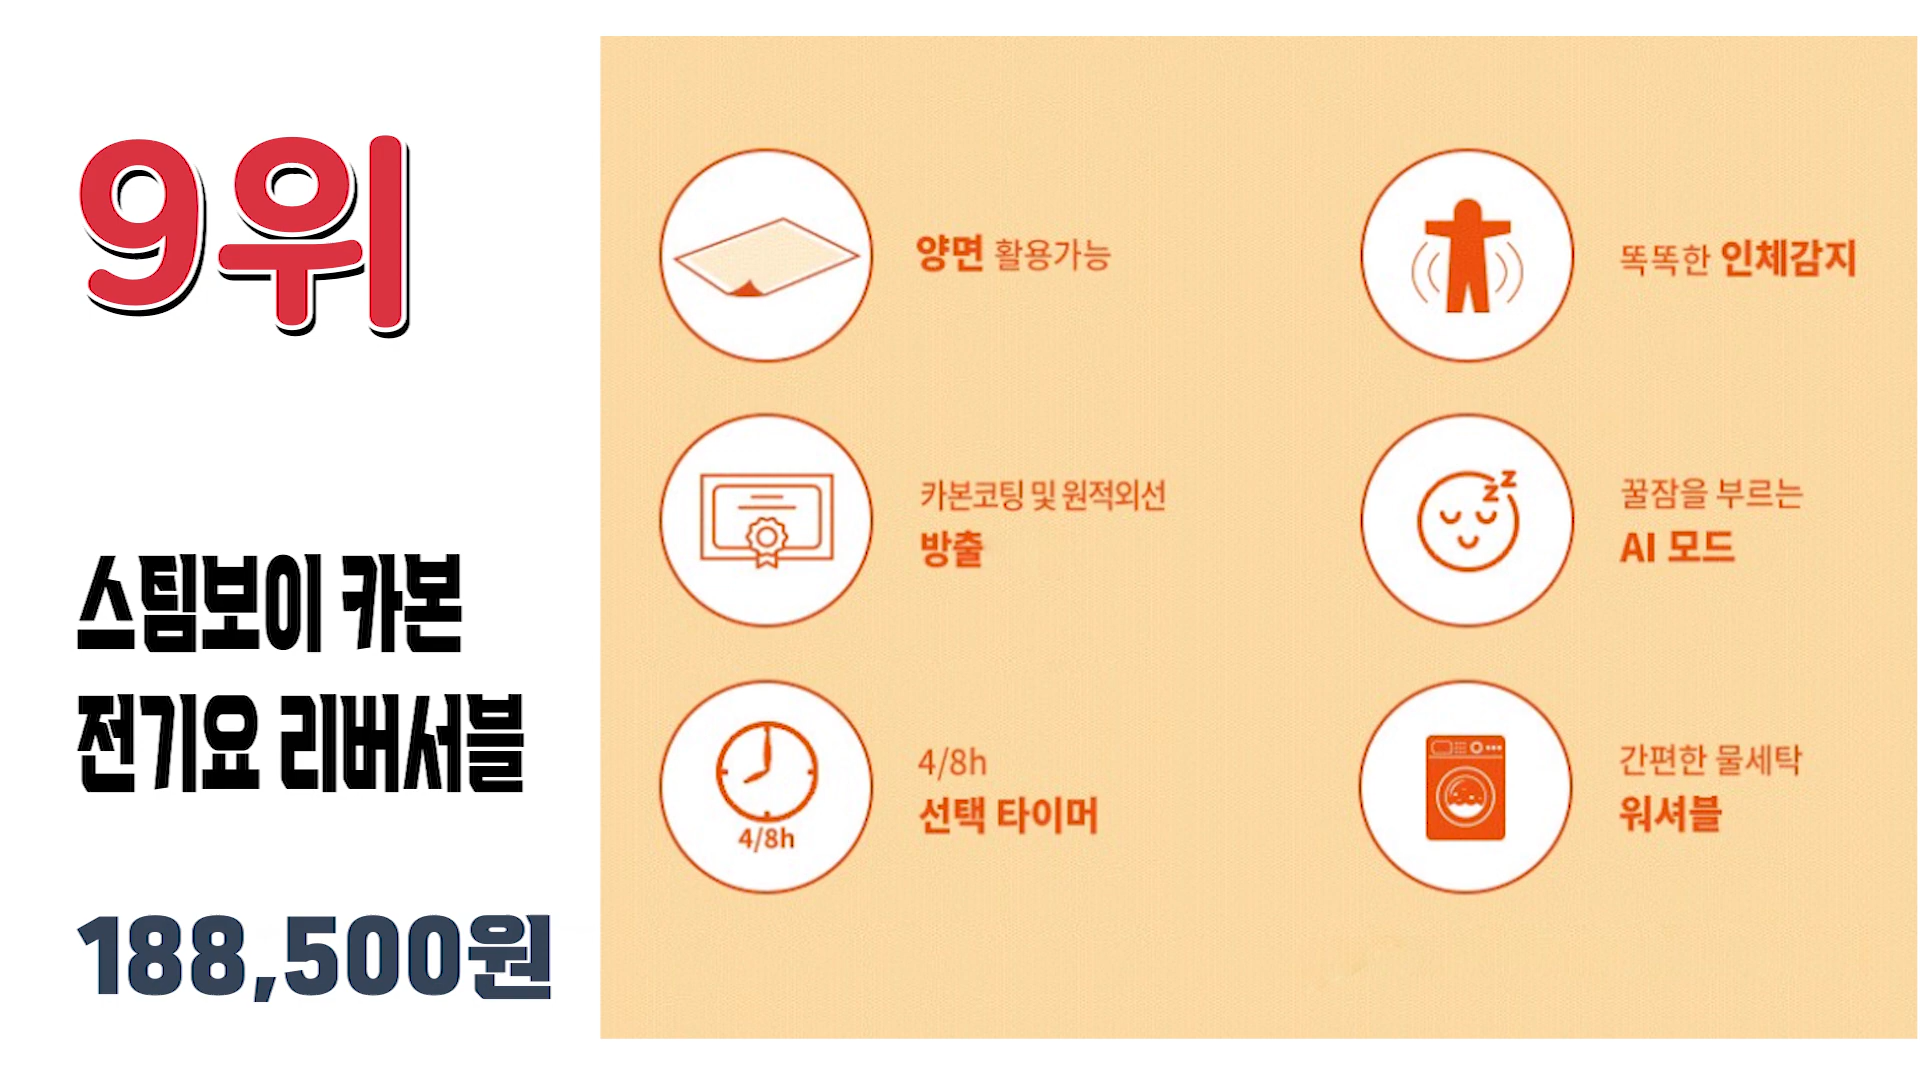 9위
스팀보이 카본
전기요 리버서블
188,500원
양면 활용가능
똑똑한 인체감지
카본코팅 및 원적외선
방출
꿀잠을 부르는
AI 모드
zz
4/8h
4/8h
선택 타이머
간편한 물세탁
워셔블